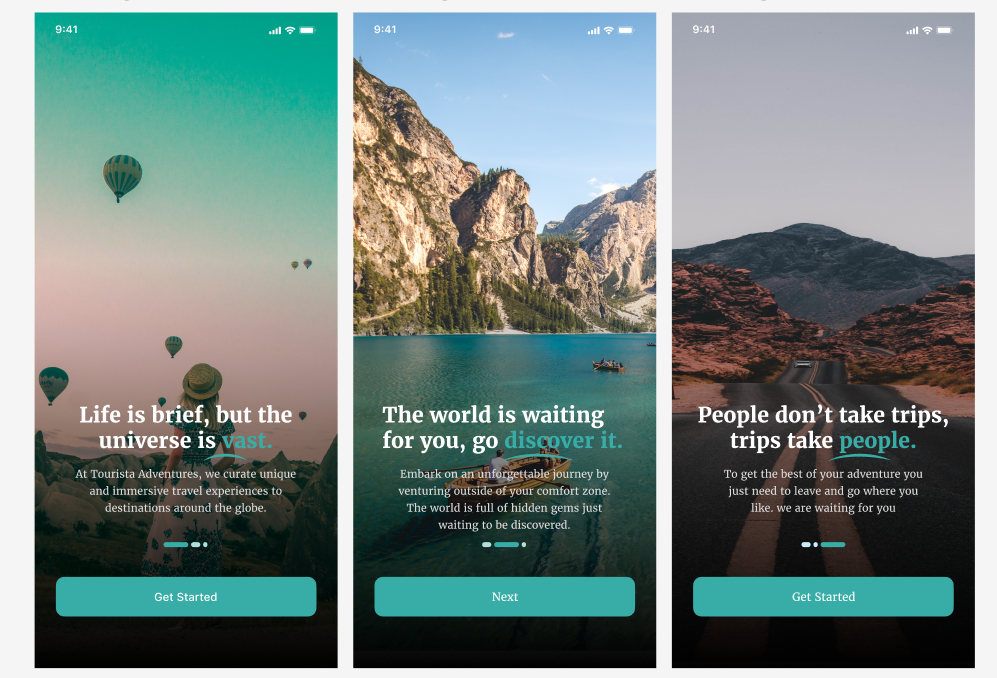 9:41
Life is brief, but the
universe is vast.
At Tourista Adventures, we curate unique
and immersive travel experiences to
destinations around the globe.
Get Started
9:41
The world is waiting
for you, go discover it.
Embark on an unforgettable journey by
venturing outside of your comfort zone.
The world is full of hidden gems just
waiting to be discovered.
Next
9:41
People don’t take trips,
trips take people.
To get the best of your adventure you
just need to leave and go where you
like. we are waiting for you
Get Started